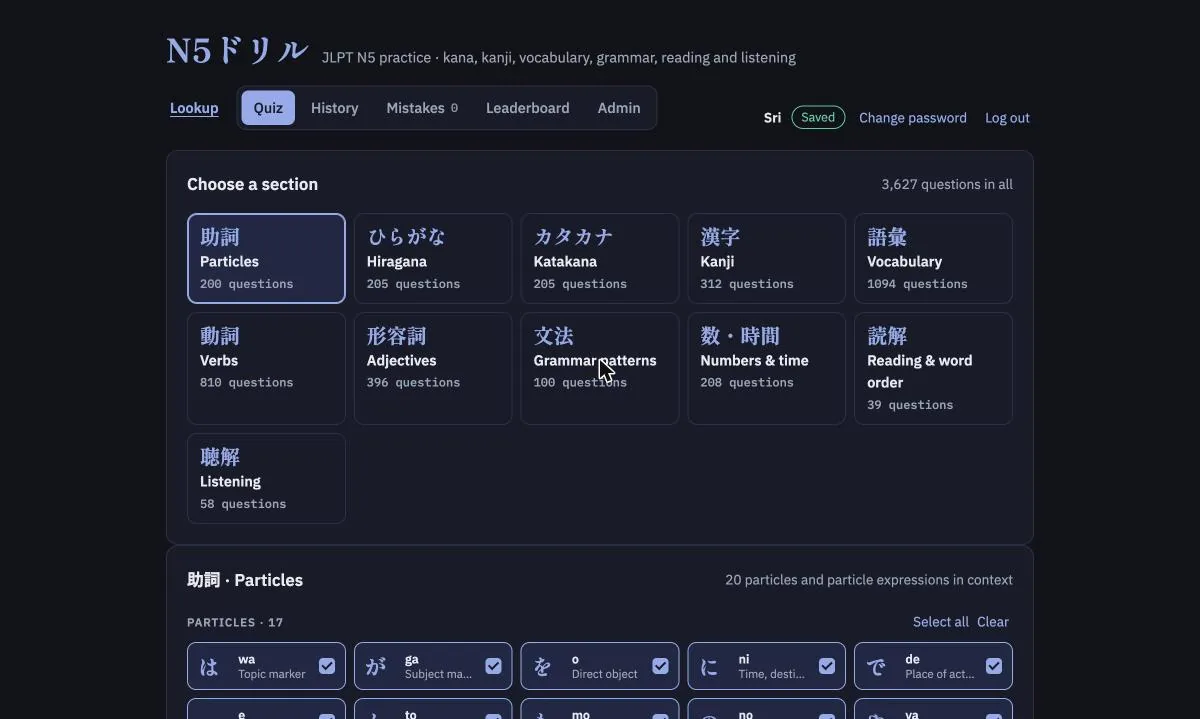 N5ドリル JLPT N5 practice · kana, kanji, vocabulary, grammar, reading and listening
Lookup Quiz History Mistakes 0 Leaderboard Admin
Sri Saved Change password Log out
Choose a section
3,627 questions in all
助詞
Particles
200 questions
ひらがな
Hiragana
205 questions
カタカナ
Katakana
205 questions
漢字
Kanji
312 questions
語彙
Vocabulary
1094 questions
動詞
Verbs
810 questions
形容詞
Adjectives
396 questions
文法
Grammar patterns
100 questions
数・時間
Numbers & time
208 questions
読解
Reading & word
order
39 questions
聴解
Listening
58 questions
助詞 · Particles
20 particles and particle expressions in context
PARTICLES · 17
Select all Clear
は wa
Topic marker
が ga
Subject ma...
を o
Direct object
に ni
Time, desti...
で de
Place of act...
e
to
mo
no
ya